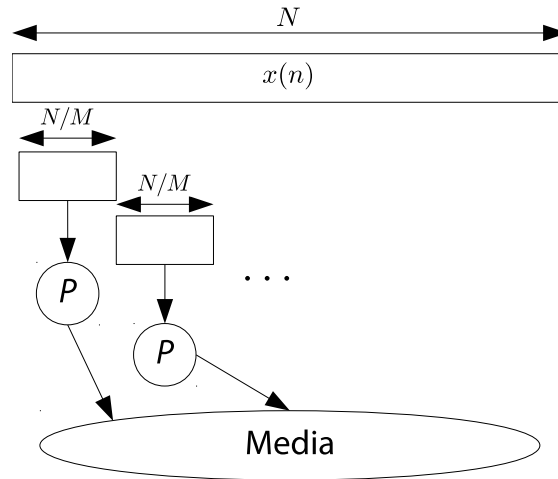 N
x(n)
N/M
N/M
. . .
P
P
Media